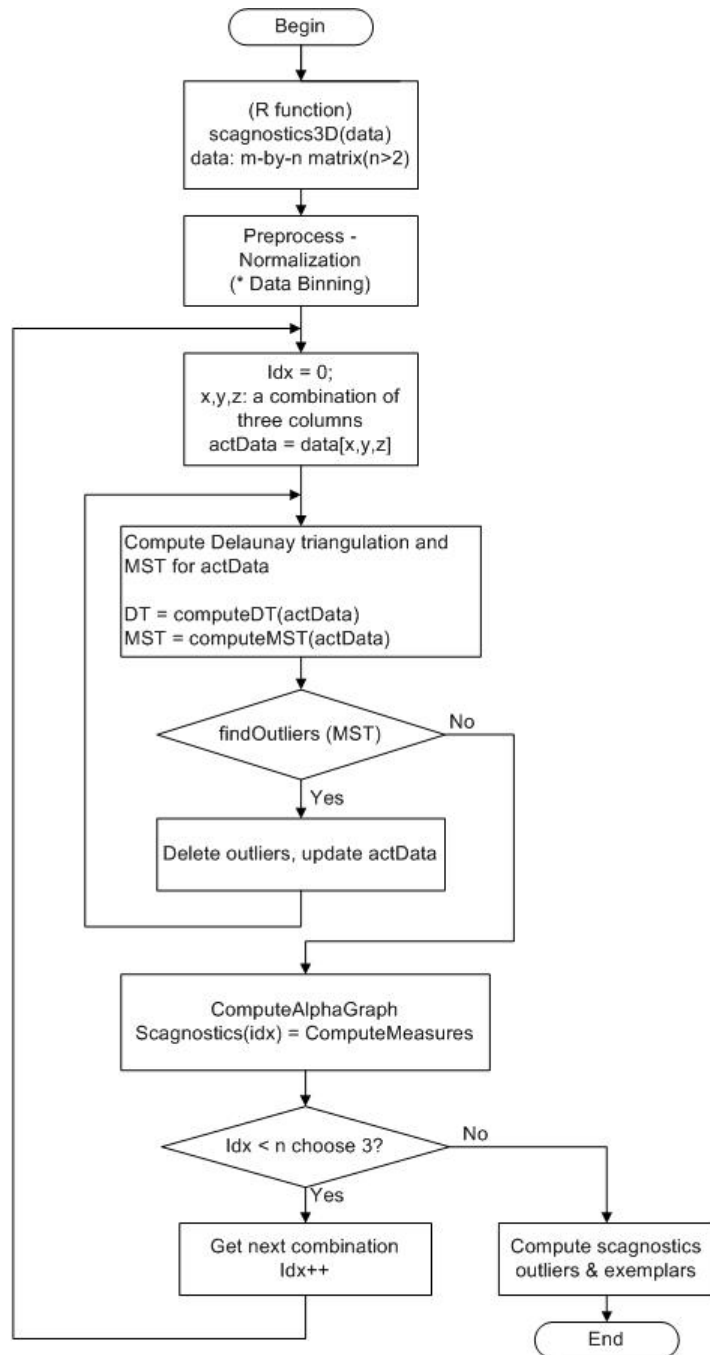 Begin
(R function)
scagnostics3D(data)
data: m-by-n matrix(n>2)
Preprocess -
Normalization
(* Data Binning)
Idx = 0;
x,y,z: a combination of
three columns
actData = data[x,y,z]
Compute Delaunay triangulation and
MST for actData
DT = computeDT(actData)
MST = computeMST(actData)
findOutliers (MST)
No
Yes
Delete outliers, update actData
ComputeAlphaGraph
Scagnostics(idx) = ComputeMeasures
Idx < n choose 3?
No
Yes
Get next combination
Idx++
Compute scagnostics
outliers & exemplars
End